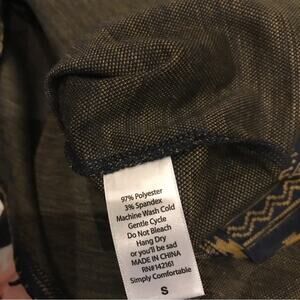 97% Polyester
3% Spandex
Machine Wash Cold
Gentle Cycle
Do Not Bleach
Hang Dry
or you'll be sad
MADE IN CHINA
RN#142161
Simply Comfortable
S